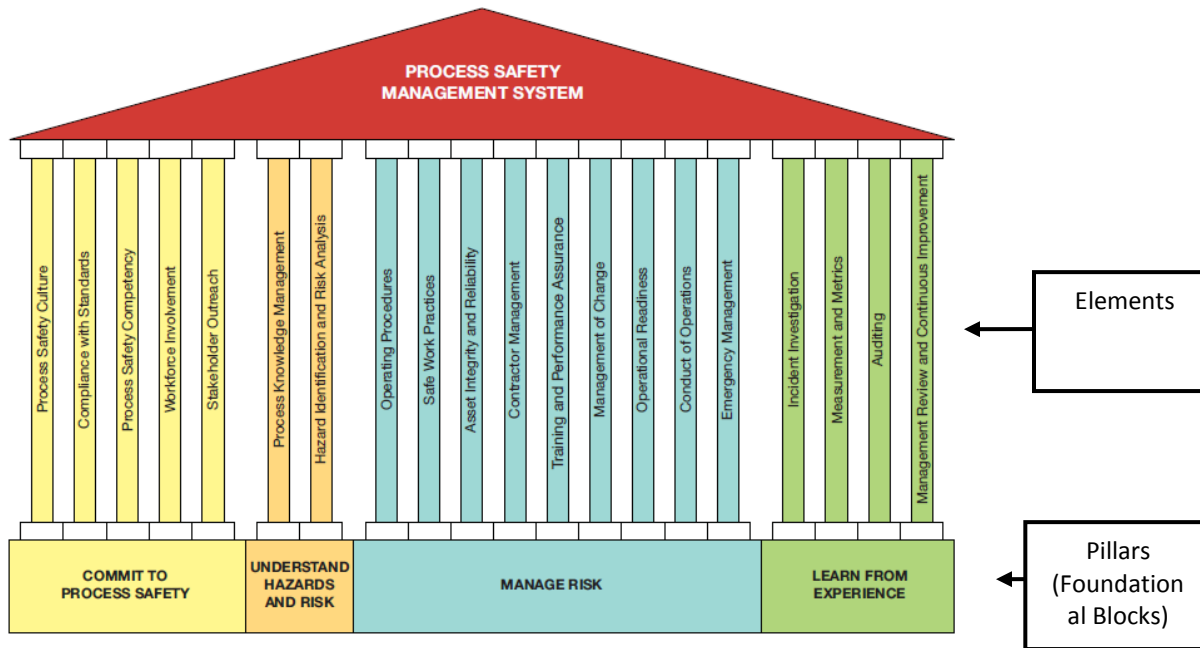 PROCESS SAFETY
MANAGEMENT SYSTEM
Process Safety Culture
Compliance with Standards
Process Safety Competency
Workforce Involvement
Stakeholder Outreach
Process Knowledge Management
Hazard Identification and Risk Analysis
Operating Procedures
Safe Work Practices
Asset Integrity and Reliability
Contractor Management
Training and Performance Assurance
Management of Change
Operational Readiness
Conduct of Operations
Emergency Management
Incident Investigation
Measurement and Metrics
Auditing
Management Review and Continuous Improvement
Elements
COMMIT TO
PROCESS SAFETY
UNDERSTAND
HAZARDS
AND RISK
MANAGE RISK
LEARN FROM
EXPERIENCE
Pillars
(Foundation
al Blocks)